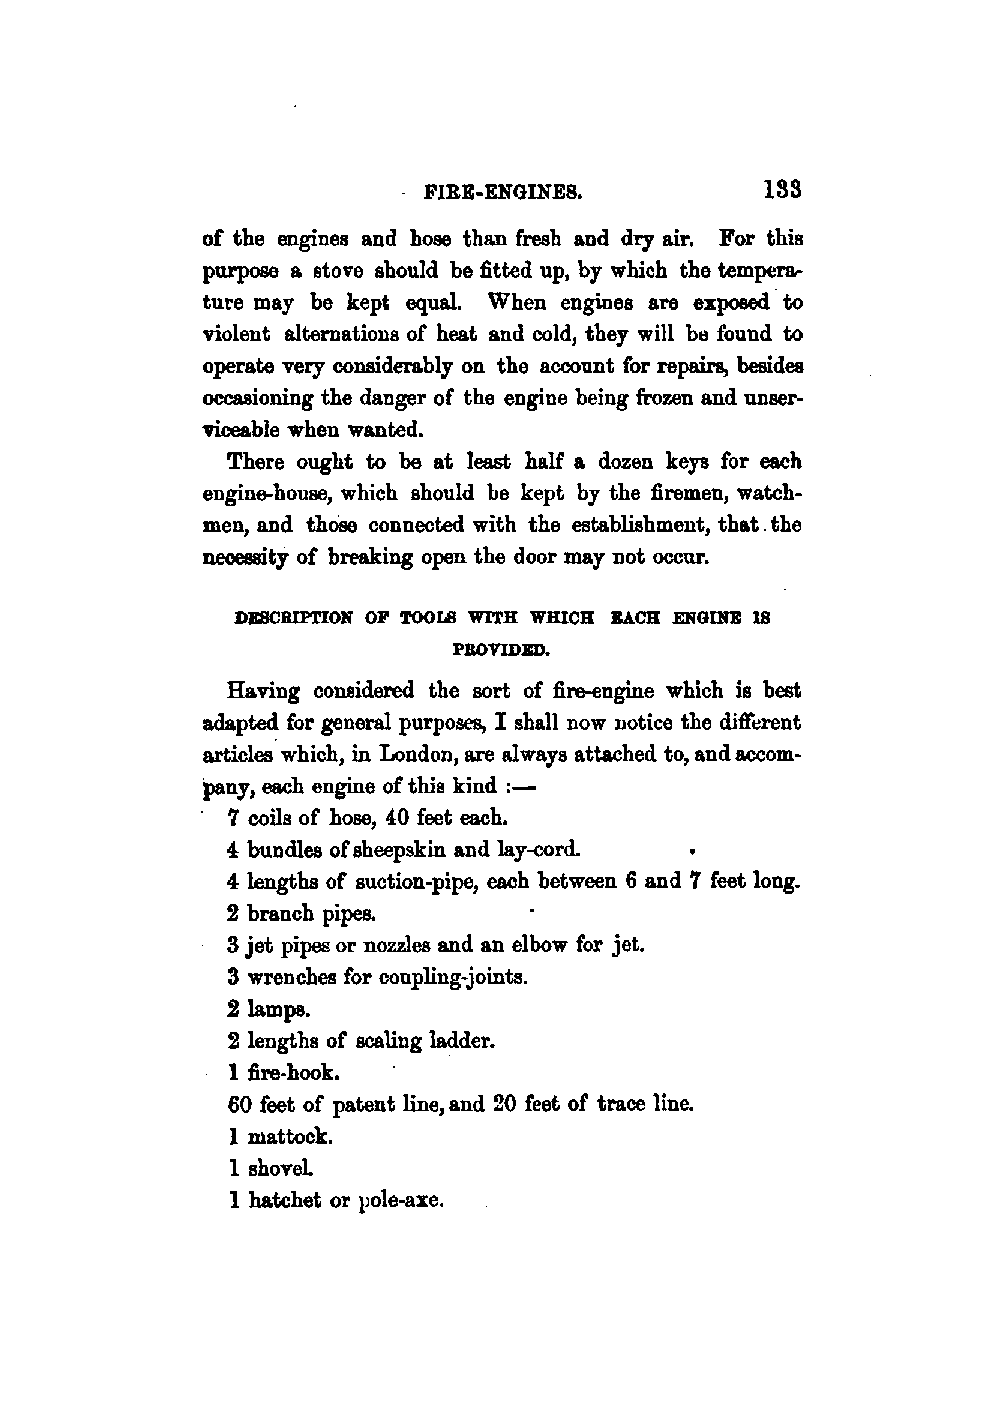 FIRE-ENGINES. 133
of the engines and hose than fresh and dry air. For this
purpose a stove should be fitted up, by which the tempera-
ture may be kept equal. When engines are exposed to
violent alternations of heat and cold, they will be found to
operate very considerably on the account for repairs, besides
occasioning the danger of the engine being frozen and unser-
viceable when wanted.
There ought to be at least half a dozen keys for each
engine-house, which should be kept by the firemen, watch-
men, and those connected with the establishment, that the
necessity of breaking open the door may not occur.
DESCRIPTION OF TOOLS WITH WHICH EACH ENGINE IS
PROVIDED.
Having considered the sort of fire-engine which is best
adapted for general purposes, I shall now notice the different
articles which, in London, are always attached to, and accom-
pany, each engine of this kind :—
7 coils of hose, 40 feet each.
4 bundles of sheepskin and lay-cord.
4 lengths of suction-pipe, each between 6 and 7 feet long.
2 branch pipes.
3 jet pipes or nozzles and an elbow for jet.
3 wrenches for coupling-joints.
2 lamps.
2 lengths of scaling ladder.
1 fire-hook.
60 feet of patent line, and 20 feet of trace line.
1 mattock.
1 shovel.
1 hatchet or pole-axe.